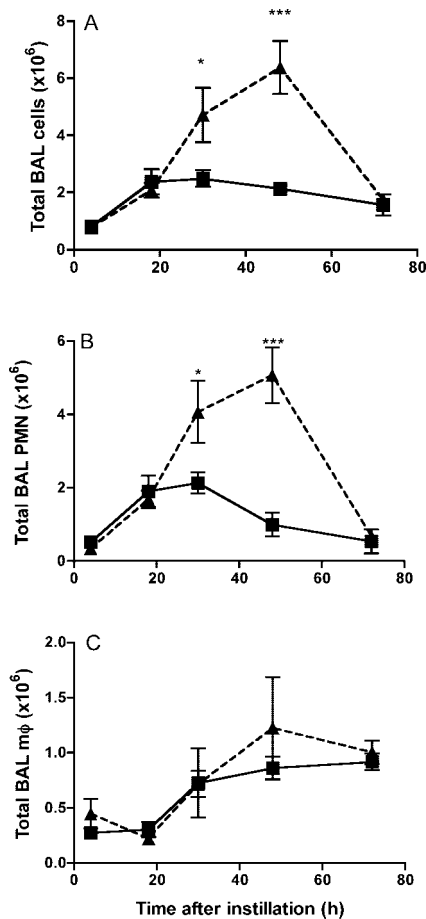 A
Total BAL cells (x10⁶)
8
6
4
2
0
*
***
0 20 40 60 80
B
Total BAL PMN (x10⁶)
6
4
2
0
*
***
0 20 40 60 80
C
Total BAL mφ (x10⁶)
2.0
1.5
1.0
0.5
0.0
0 20 40 60 80
Time after instillation (h)